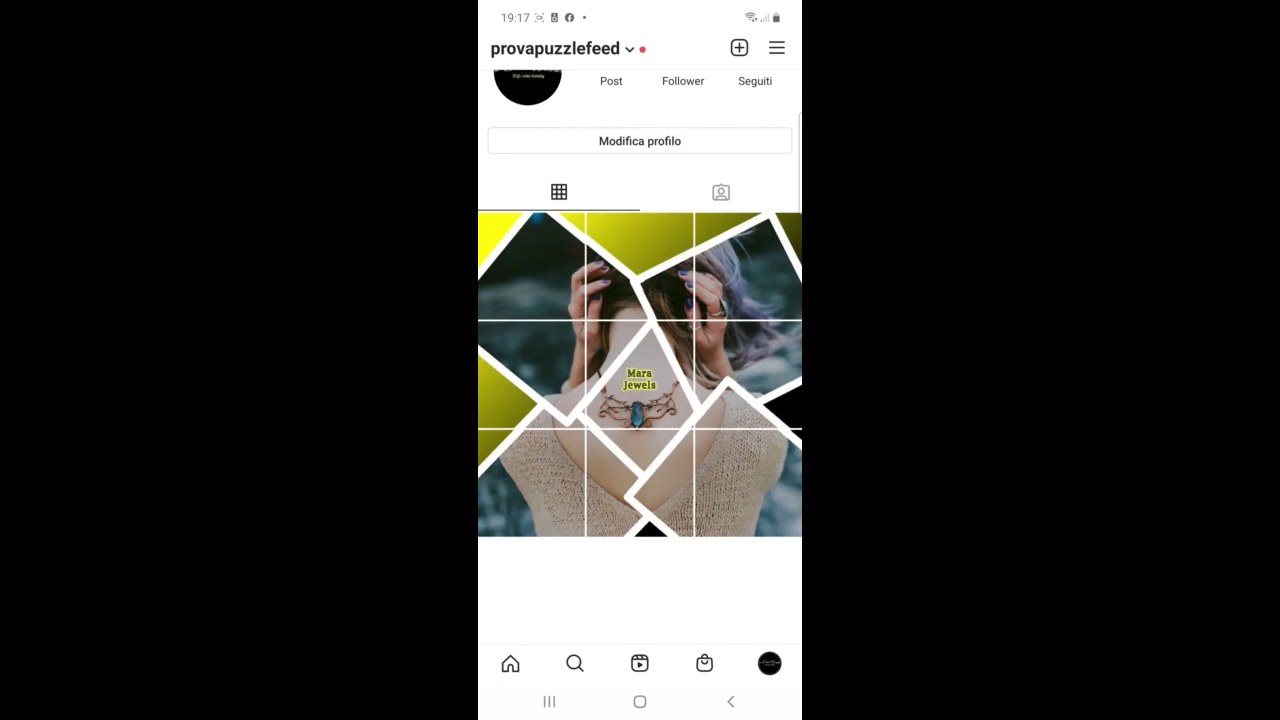 19:17
provapuzzlefeed
Post Follower Seguiti
Modifica profilo
Mara
Jewels